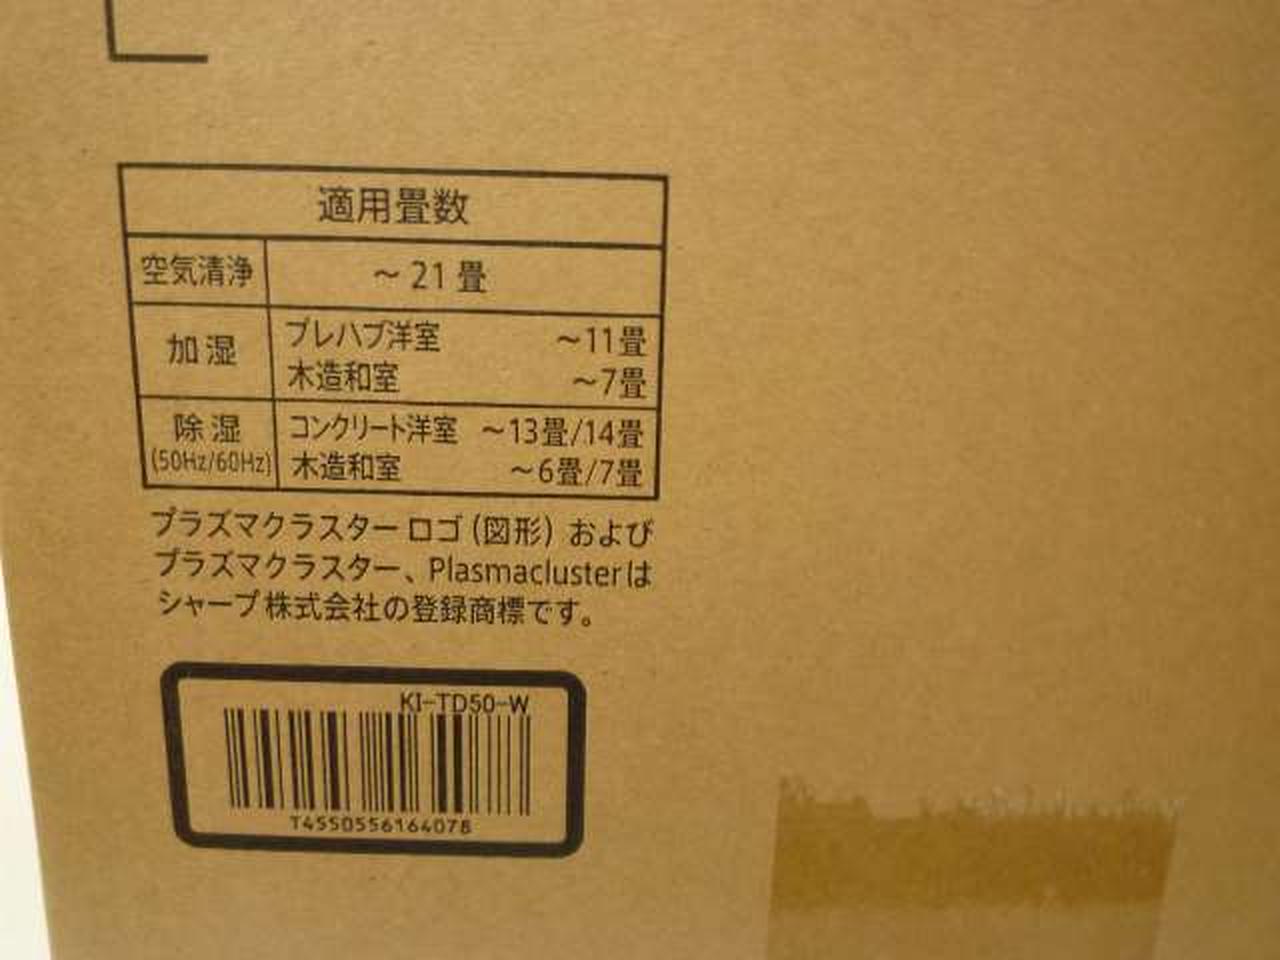 適用畳数
空気清浄 ～21畳
加湿 プレハブ洋室 ～11畳
木造和室 ～7畳
除湿 コンクリート洋室 ～13畳/14畳
(50Hz/60Hz) 木造和室 ～6畳/7畳
プラズマクラスターロゴ(図形) および
プラズマクラスター、Plasmaclusterは
シャープ株式会社の登録商標です。
KI-TD50-W
T4550556164078